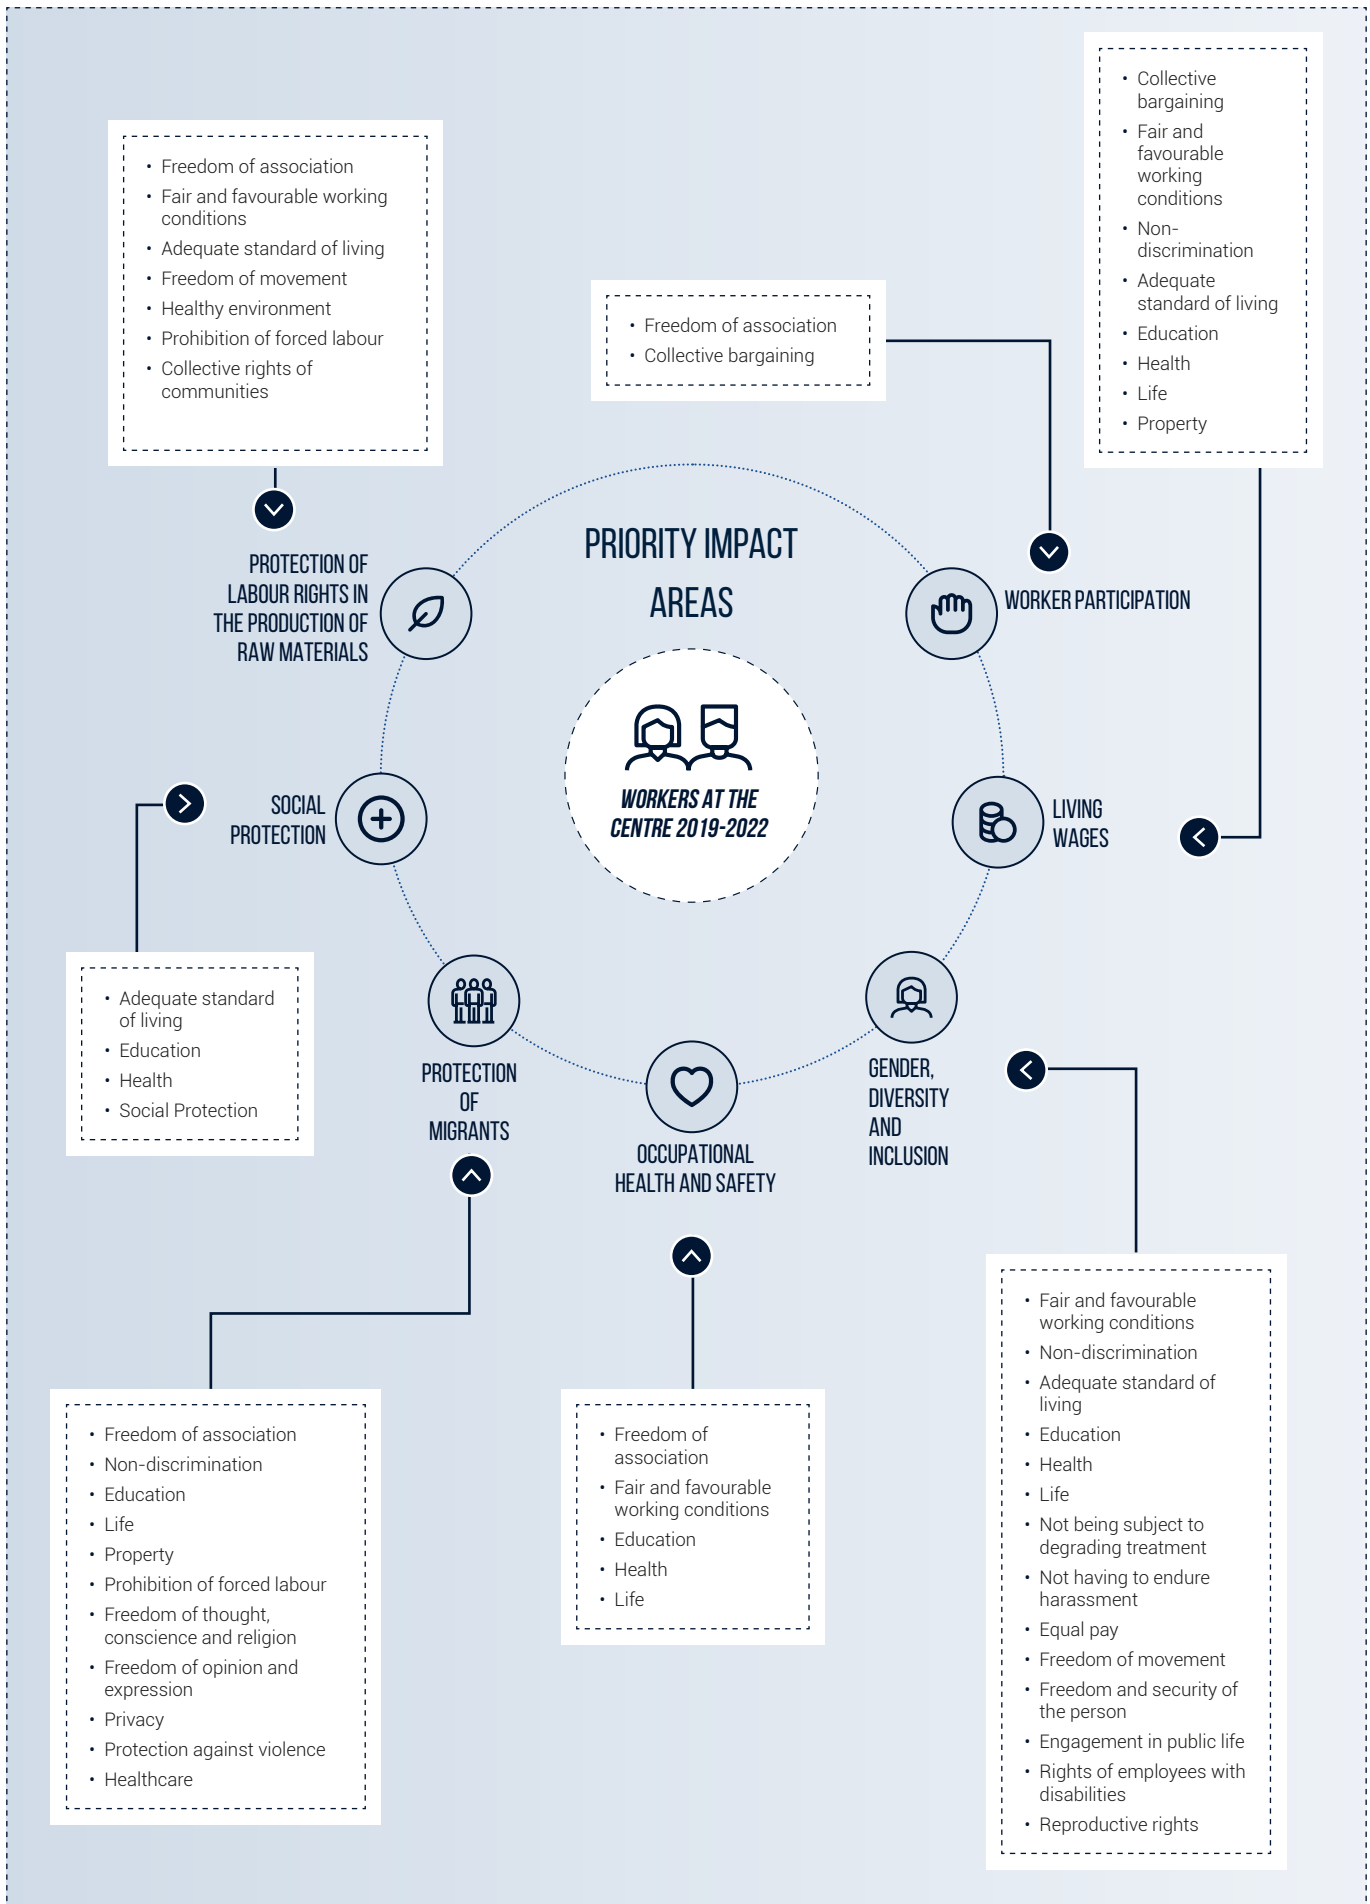 • Collective
bargaining
• Fair and
favourable
working
conditions
• Non-
discrimination
• Adequate
standard of living
• Education
• Health
• Life
• Property
• Freedom of association
• Fair and favourable working
conditions
• Adequate standard of living
• Freedom of movement
• Healthy environment
• Prohibition of forced labour
• Collective rights of
communities
• Freedom of association
• Collective bargaining
PRIORITY IMPACT
AREAS
PROTECTION OF
LABOUR RIGHTS IN
THE PRODUCTION OF
RAW MATERIALS
WORKER PARTICIPATION
WORKERS AT THE
CENTRE 2019-2022
SOCIAL
PROTECTION
LIVING
WAGES
• Adequate standard
of living
• Education
• Health
• Social Protection
PROTECTION
OF
MIGRANTS
OCCUPATIONAL
HEALTH AND SAFETY
GENDER,
DIVERSITY
AND
INCLUSION
• Freedom of association
• Non-discrimination
• Education
• Life
• Property
• Prohibition of forced labour
• Freedom of thought,
conscience and religion
• Freedom of opinion and
expression
• Privacy
• Protection against violence
• Healthcare
• Freedom of
association
• Fair and favourable
working conditions
• Education
• Health
• Life
• Fair and favourable
working conditions
• Non-discrimination
• Adequate standard of
living
• Education
• Health
• Life
• Not being subject to
degrading treatment
• Not having to endure
harassment
• Equal pay
• Freedom of movement
• Freedom and security of
the person
• Engagement in public life
• Rights of employees with
disabilities
• Reproductive rights